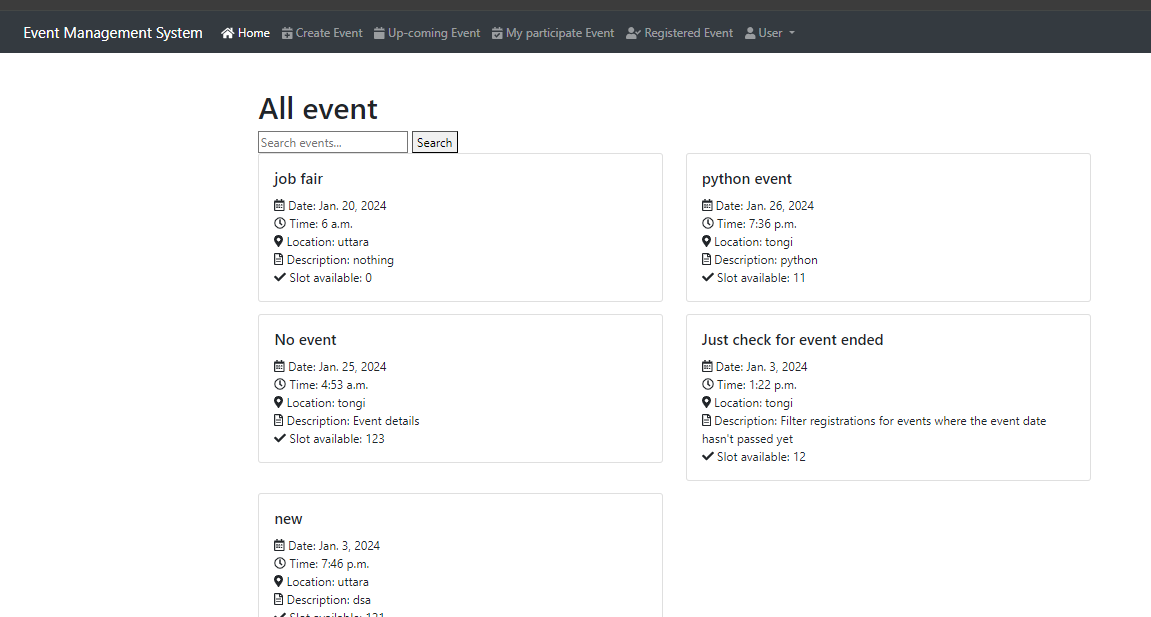 Event Management System Home Create Event Up-coming Event My participate Event Registered Event User
All event
Search events... Search
job fair
Date: Jan. 20, 2024
Time: 6 a.m.
Location: uttara
Description: nothing
Slot available: 0
python event
Date: Jan. 26, 2024
Time: 7:36 p.m.
Location: tongi
Description: python
Slot available: 11
No event
Date: Jan. 25, 2024
Time: 4:53 a.m.
Location: tongi
Description: Event details
Slot available: 123
Just check for event ended
Date: Jan. 3, 2024
Time: 1:22 p.m.
Location: tongi
Description: Filter registrations for events where the event date
hasn't passed yet
Slot available: 12
new
Date: Jan. 3, 2024
Time: 7:46 p.m.
Location: uttara
Description: dsa
Slot available: